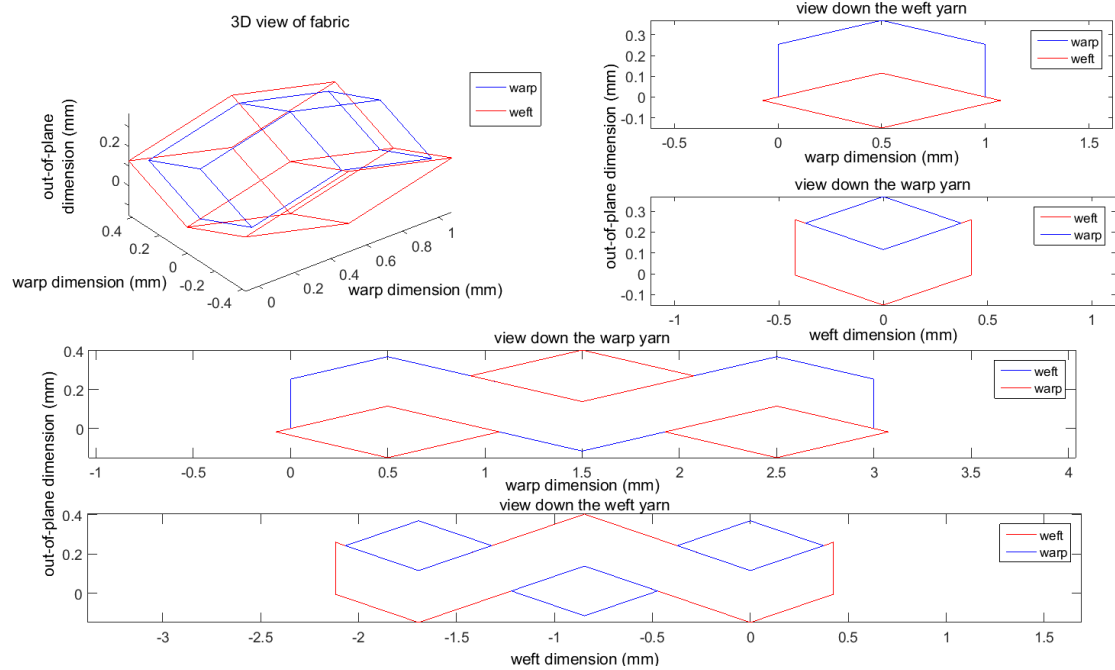 3D view of fabric
warp
weft
out-of-plane
dimension (mm)
0.2
0
0.4
0.2
0
-0.2
-0.4
warp dimension (mm)
0
0.2
0.4
0.6
0.8
1
warp dimension (mm)
view down the weft yarn
0.3
0.2
0.1
0
-0.1
warp
weft
-0.5
0
0.5
1
1.5
warp dimension (mm)
out-of-plane dimension (mm)
view down the warp yarn
0.3
0.2
0.1
0
-0.1
weft
warp
-1
-0.5
0
0.5
1
weft dimension (mm)
view down the warp yarn
0.4
0.2
0
weft
warp
-1
-0.5
0
0.5
1
1.5
2
2.5
3
3.5
4
warp dimension (mm)
out-of-plane dimension (mm)
view down the weft yarn
0.4
0.2
0
weft
warp
-3
-2.5
-2
-1.5
-1
-0.5
0
0.5
1
1.5
weft dimension (mm)